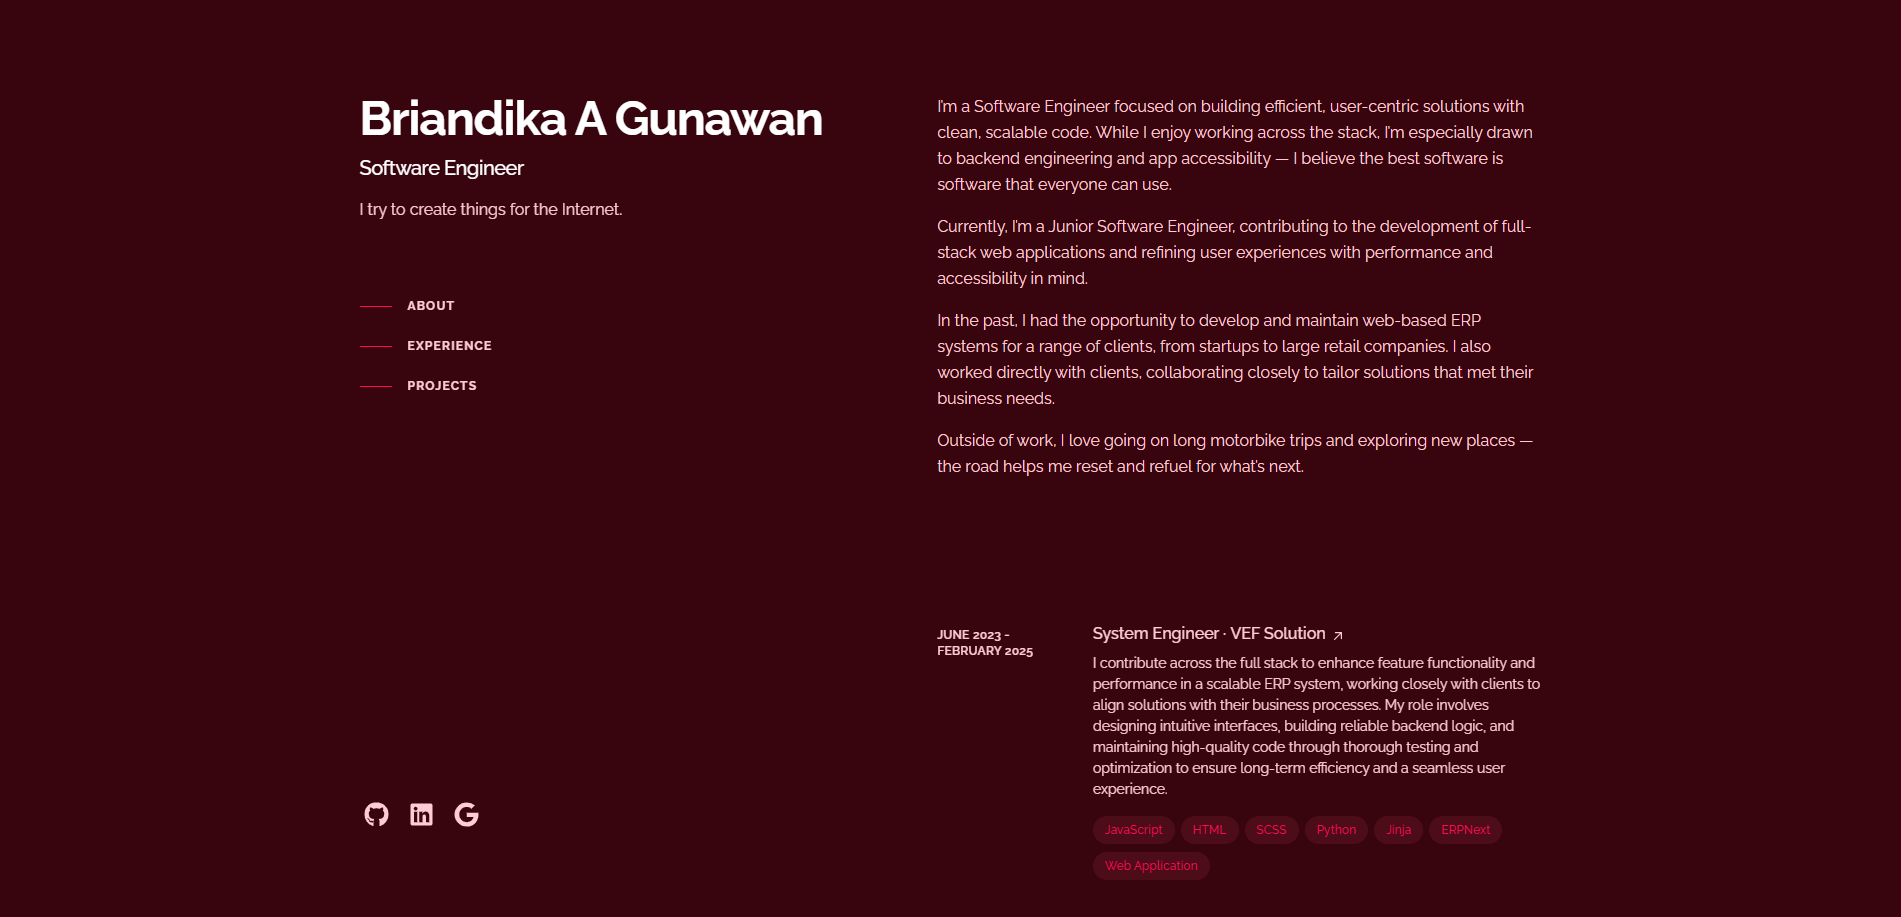 Briandika A Gunawan
Software Engineer
I try to create things for the Internet.
ABOUT
EXPERIENCE
PROJECTS
I'm a Software Engineer focused on building efficient, user-centric solutions with
clean, scalable code. While I enjoy working across the stack, I'm especially drawn
to backend engineering and app accessibility — I believe the best software is
software that everyone can use.
Currently, I'm a Junior Software Engineer, contributing to the development of full-
stack web applications and refining user experiences with performance and
accessibility in mind.
In the past, I had the opportunity to develop and maintain web-based ERP
systems for a range of clients, from startups to large retail companies. I also
worked directly with clients, collaborating closely to tailor solutions that met their
business needs.
Outside of work, I love going on long motorbike trips and exploring new places —
the road helps me reset and refuel for what's next.
JUNE 2023 -
FEBRUARY 2025
System Engineer · VEF Solution
I contribute across the full stack to enhance feature functionality and
performance in a scalable ERP system, working closely with clients to
align solutions with their business processes. My role involves
designing intuitive interfaces, building reliable backend logic, and
maintaining high-quality code through thorough testing and
optimization to ensure long-term efficiency and a seamless user
experience.
JavaScript HTML SCSS Python Jinja ERPNext
Web Application